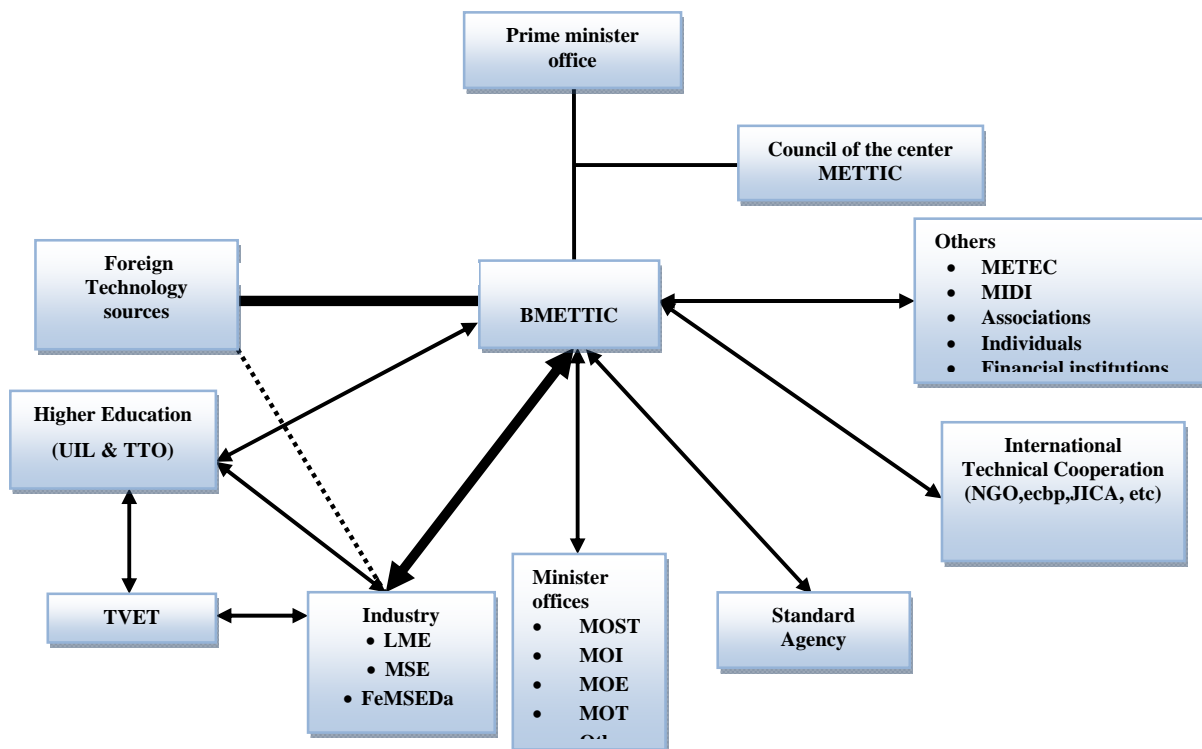 Prime minister
office
Council of the center
METTIC
Foreign
Technology
sources
BMETTIC
Others
• METEC
• MIDI
• Associations
• Individuals
• Financial institutions
Higher Education
(UIL & TTO)
International
Technical Cooperation
(NGO,ecbp,JICA, etc)
TVET
Industry
• LME
• MSE
• FeMSEDa
Minister
offices
• MOST
• MOI
• MOE
• MOT
Standard
Agency